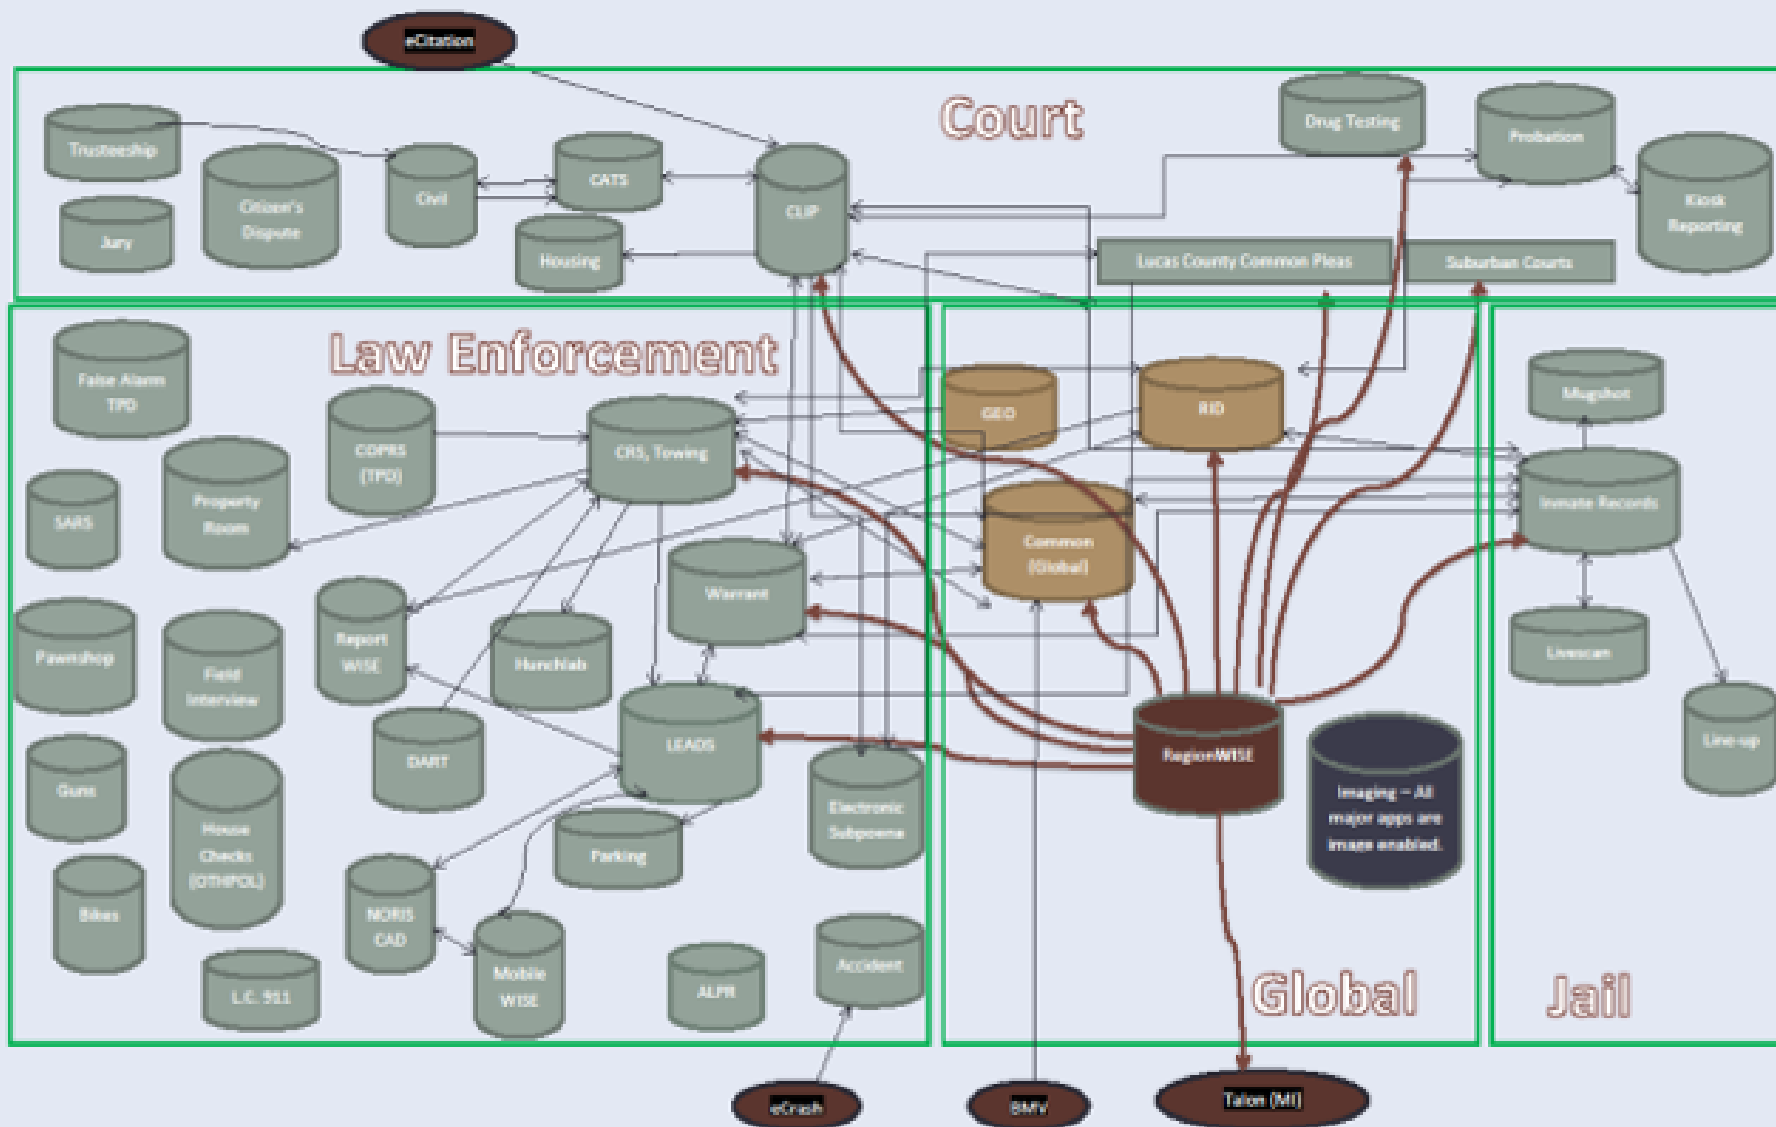 eCitation
Court
Trusteeship
Jury
Citizen's
Dispute
Civil
CATS
Housing
CLIP
Drug Testing
Probation
Kiosk
Reporting
Lucas County Common Pleas
Suburban Courts
Law Enforcement
False Alarm
TPD
COPRS
(TPD)
CRS, Towing
SARS
Property
Room
Warrant
Report
WISE
Hunchlab
Pawnshop
Field
Interview
DART
LEADS
Guns
House
Checks
(OTHPOL)
Parking
Electronic
Subpoena
Bikes
NORIS
CAD
Mobile
WISE
L.C. 911
ALPR
Accident
GEO
RID
Common
(Global)
RegionWISE
Imaging – All
major apps are
image enabled.
Global
Mugshot
Inmate Records
Livescan
Line-up
Jail
eCrash
BMV
Talon (MI)